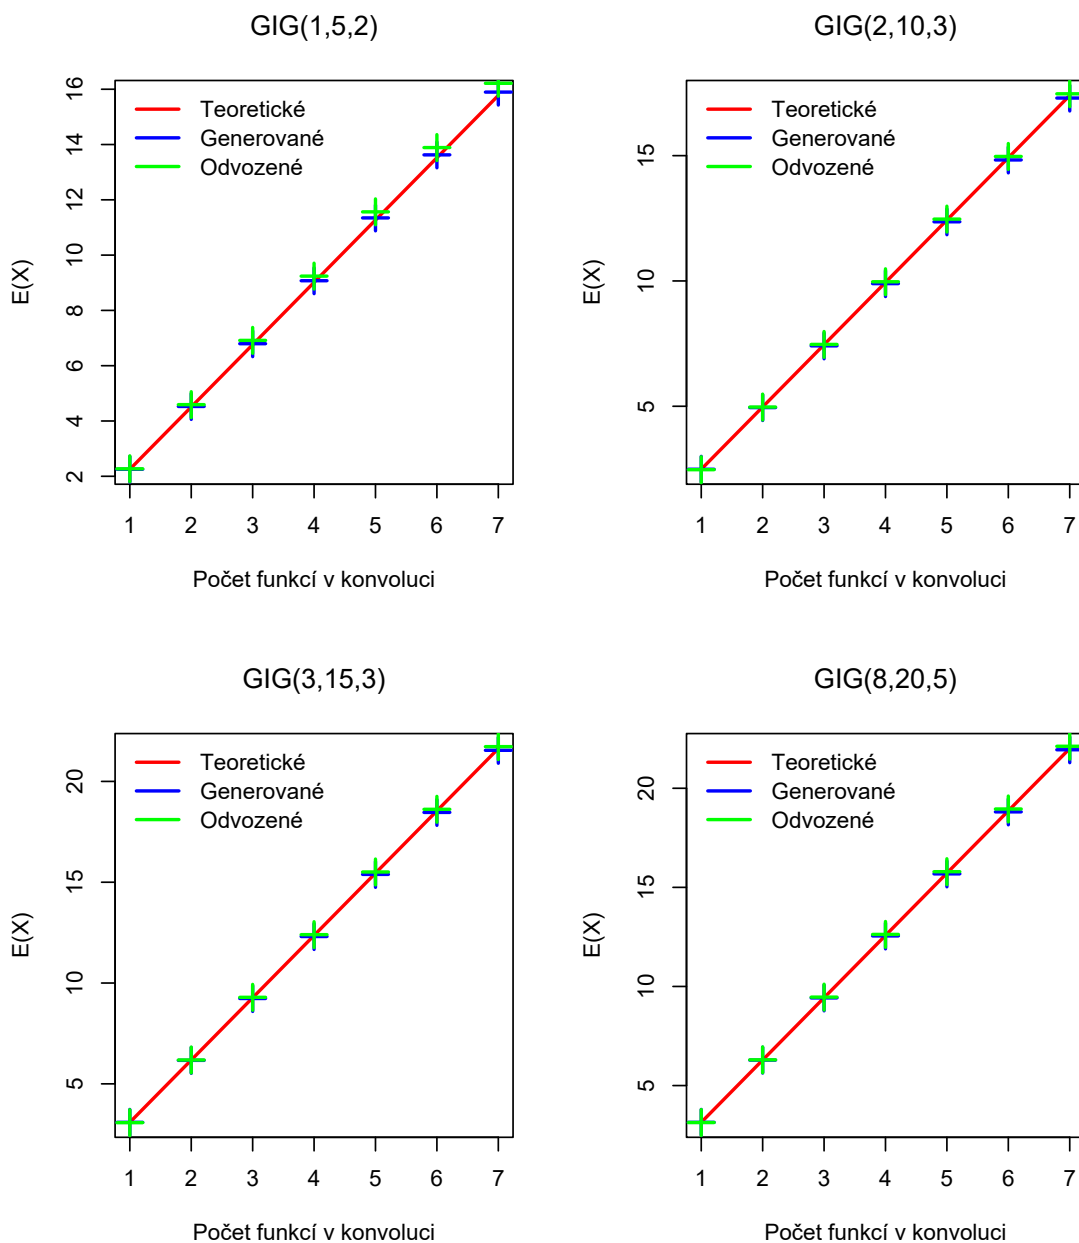 GIG(1,5,2)
Teoretické
Generované
Odvozené
E(X)
16
14
12
10
8
6
4
2
1 2 3 4 5 6 7
Počet funkcí v konvoluci
GIG(2,10,3)
Teoretické
Generované
Odvozené
E(X)
15
10
5
1 2 3 4 5 6 7
Počet funkcí v konvoluci
GIG(3,15,3)
Teoretické
Generované
Odvozené
E(X)
20
15
10
5
1 2 3 4 5 6 7
Počet funkcí v konvoluci
GIG(8,20,5)
Teoretické
Generované
Odvozené
E(X)
20
15
10
5
1 2 3 4 5 6 7
Počet funkcí v konvoluci